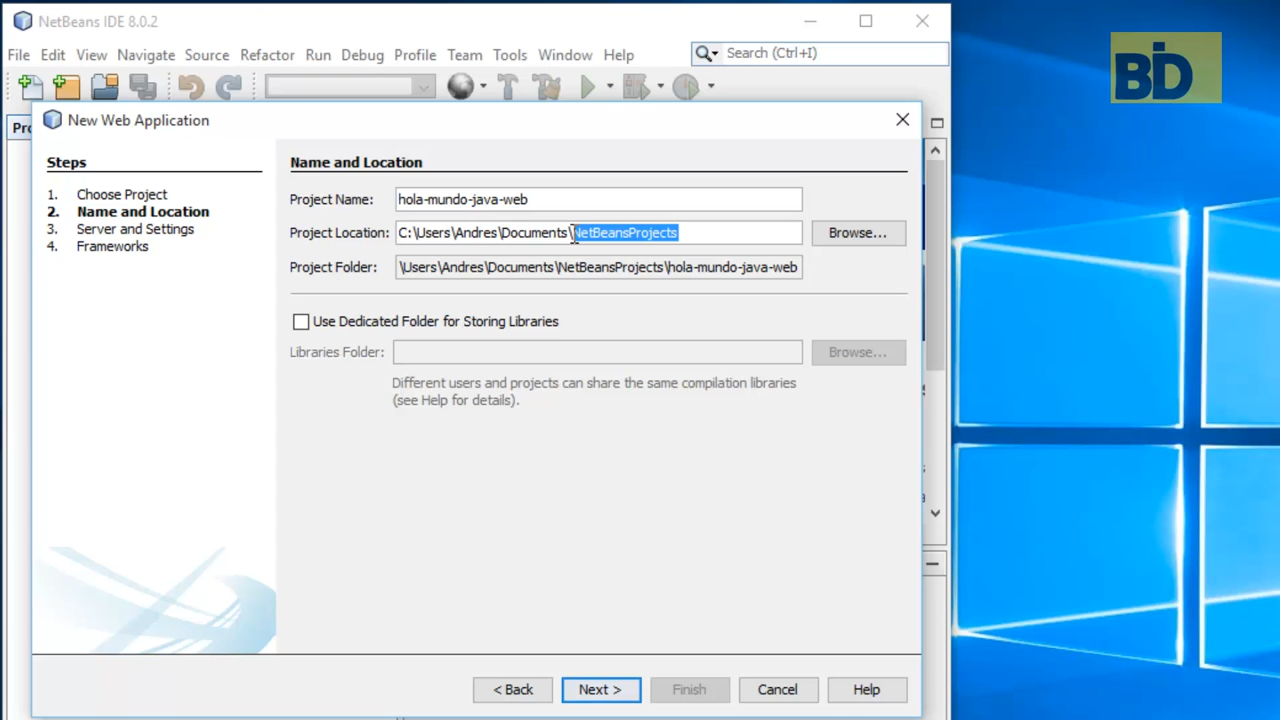 NetBeans IDE 8.0.2
File Edit View Navigate Source Refactor Run Debug Profile Team Tools Window Help
Search (Ctrl+I)
BID
New Web Application
Steps
1. Choose Project
2. Name and Location
3. Server and Settings
4. Frameworks
Name and Location
Project Name: hola-mundo-java-web
Project Location: C:\Users\Andres\Documents\NetBeansProjects Browse...
Project Folder: \Users\Andres\Documents\NetBeansProjects\hola-mundo-java-web
Use Dedicated Folder for Storing Libraries
Libraries Folder: Browse...
Different users and projects can share the same compilation libraries
(see Help for details).
< Back Next > Finish Cancel Help